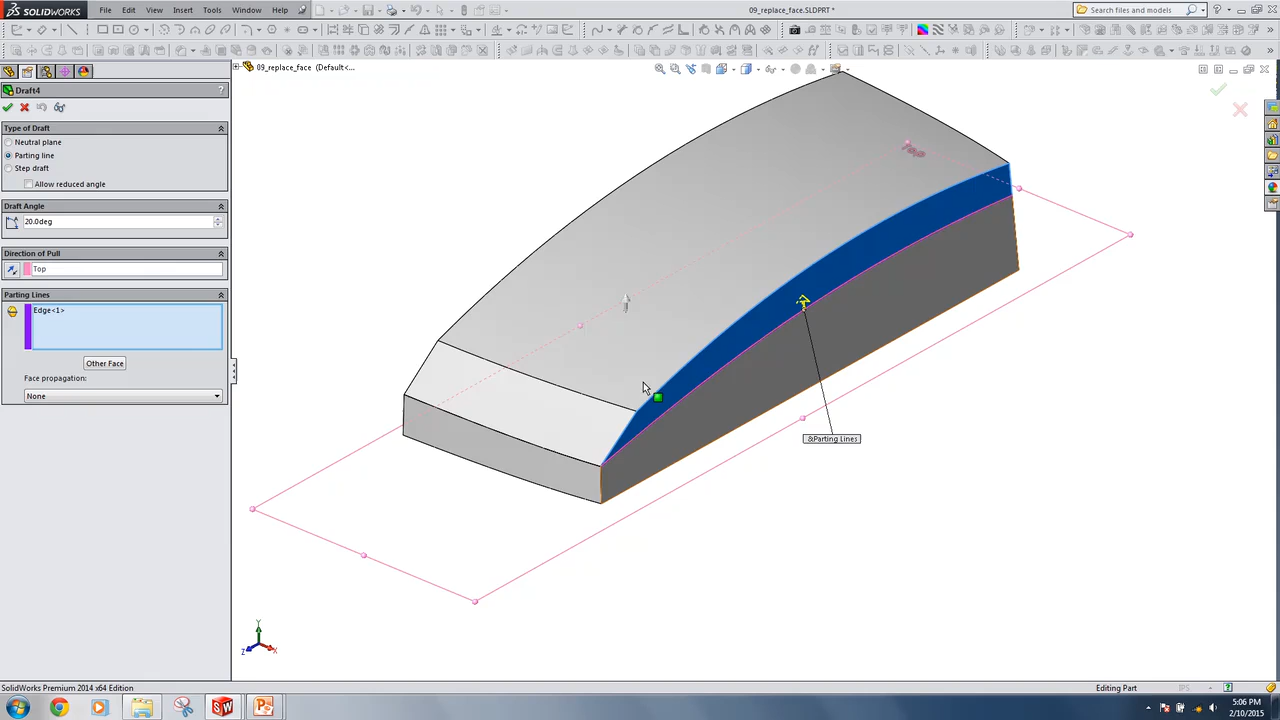 SOLIDWORKS File Edit View Insert Tools Window Help 09_replace_face.SLDPRT * Search files and models
09_replace_face (Default<...
Draft4 ?
Type of Draft
Neutral plane
Parting line
Step draft
Allow reduced angle
Draft Angle
20.0deg
Direction of Pull
Top
Parting Lines
Edge<1>
Other Face
Face propagation:
None
&Parting Lines
Y
Z
X
SolidWorks Premium 2014 x64 Edition Editing Part IPS
5:06 PM
2/10/2015